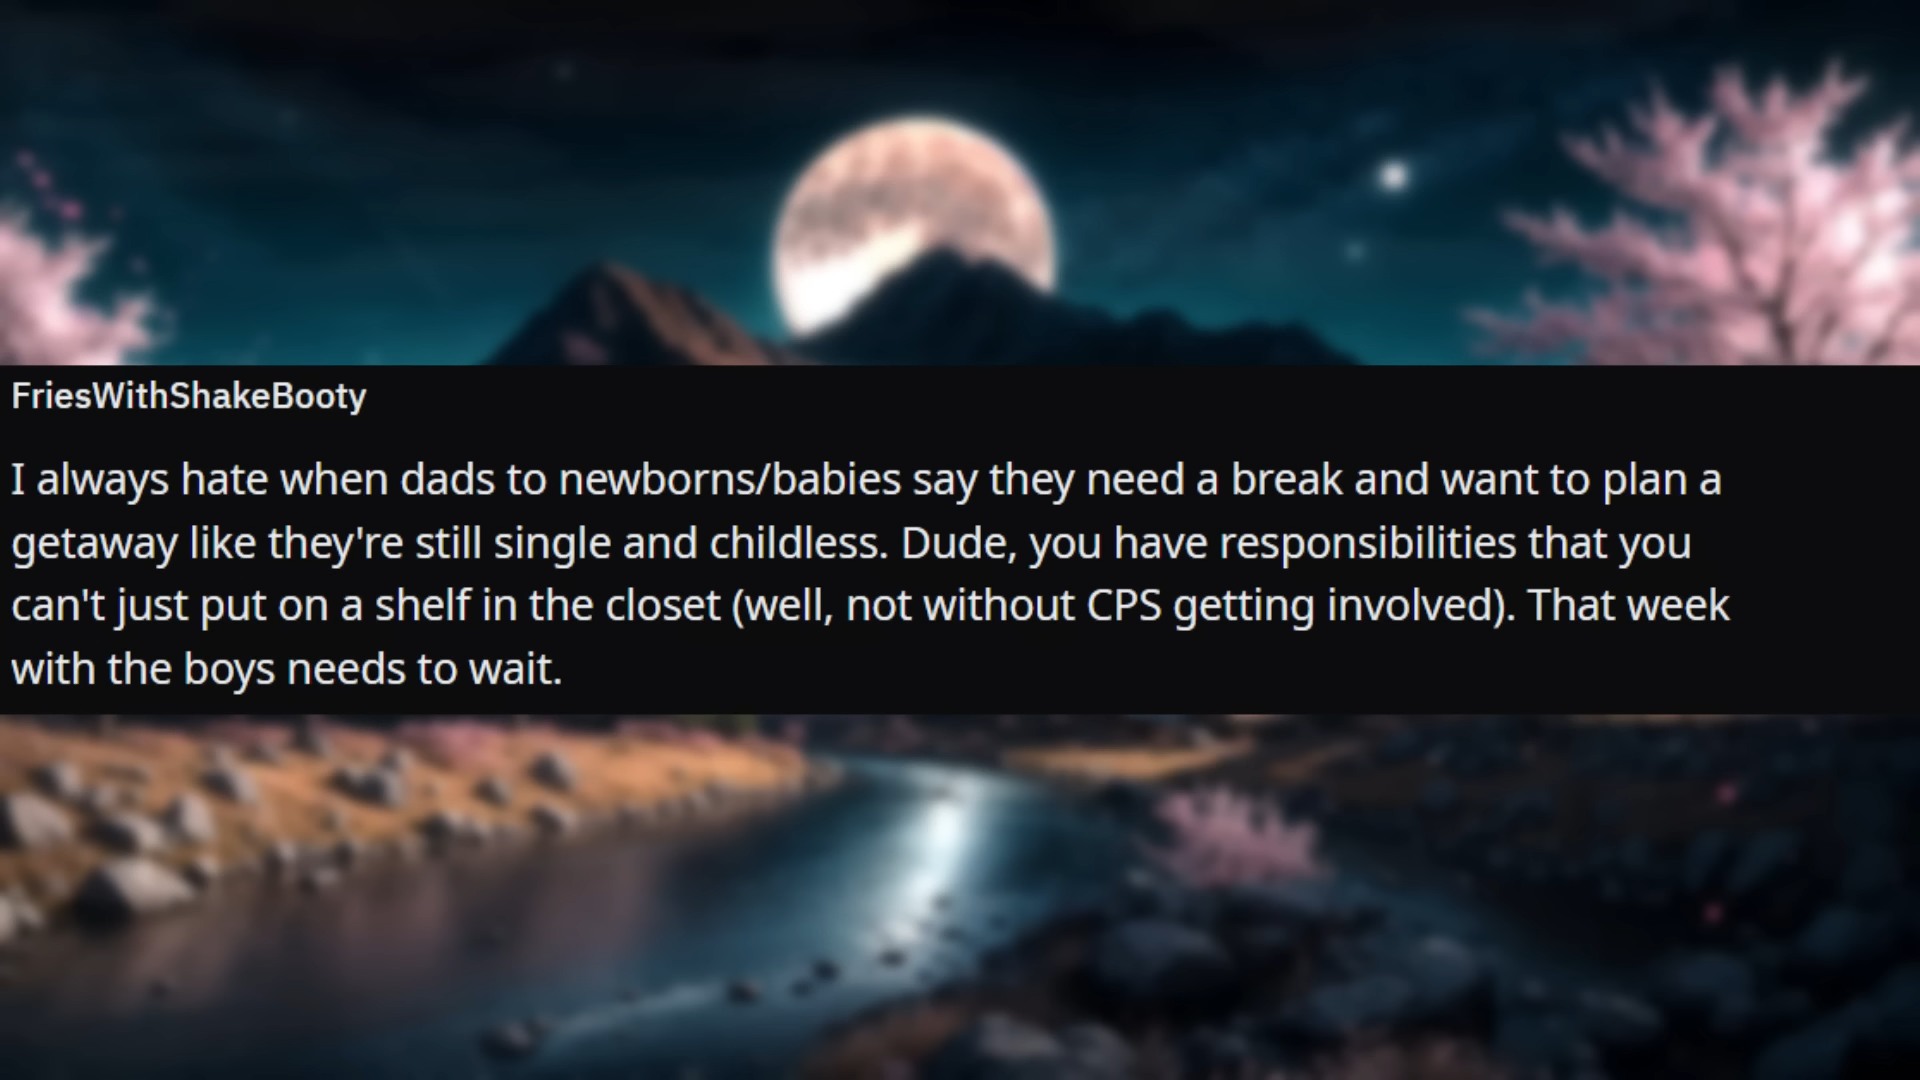 FriesWithShakeBooty
I always hate when dads to newborns/babies say they need a break and want to plan a
getaway like they're still single and childless. Dude, you have responsibilities that you
can't just put on a shelf in the closet (well, not without CPS getting involved). That week
with the boys needs to wait.